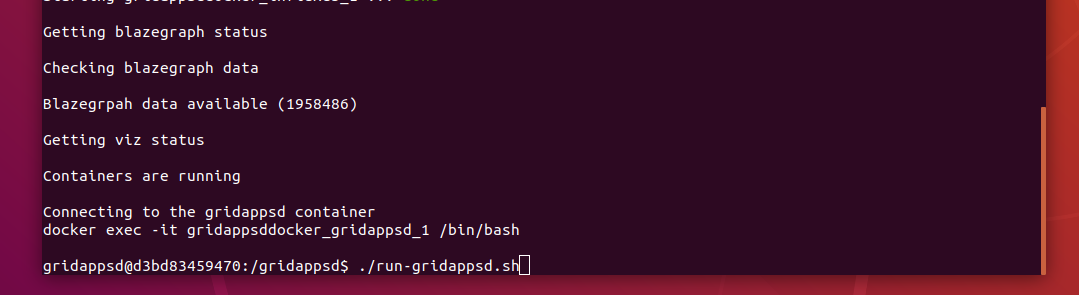 Getting blazegraph status
Checking blazegraph data
Blazegrpah data available (1958486)
Getting viz status
Containers are running
Connecting to the gridappsd container
docker exec -it gridappsddocker_gridappsd_1 /bin/bash
gridappsd@d3bd83459470:/gridappsd$ ./run-gridappsd.sh